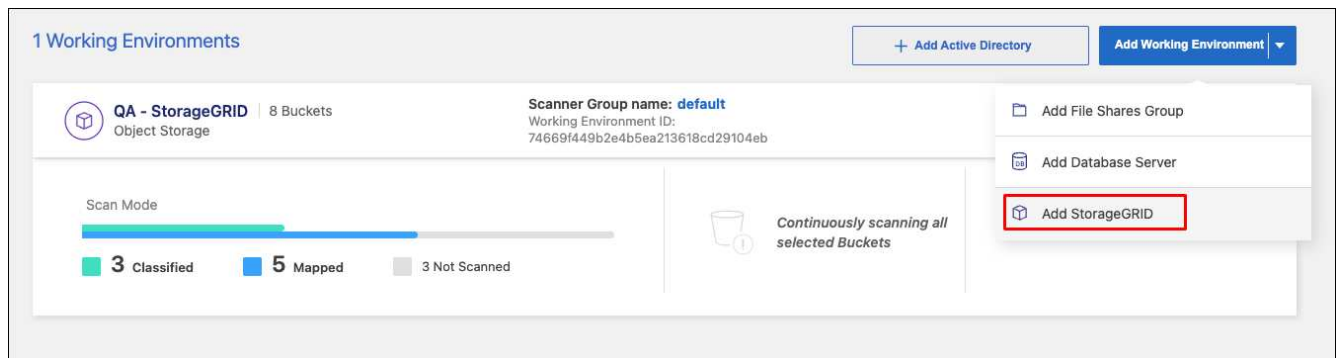 1 Working Environments
+ Add Active Directory
Add Working Environment
QA - StorageGRID | 8 Buckets
Object Storage
Scanner Group name: default
Working Environment ID:
74669f449b2e4b5ea213618cd29104eb
Add File Shares Group
DB
Add Database Server
Add StorageGRID
Scan Mode
3 Classified
5 Mapped
3 Not Scanned
Continuously scanning all
selected Buckets